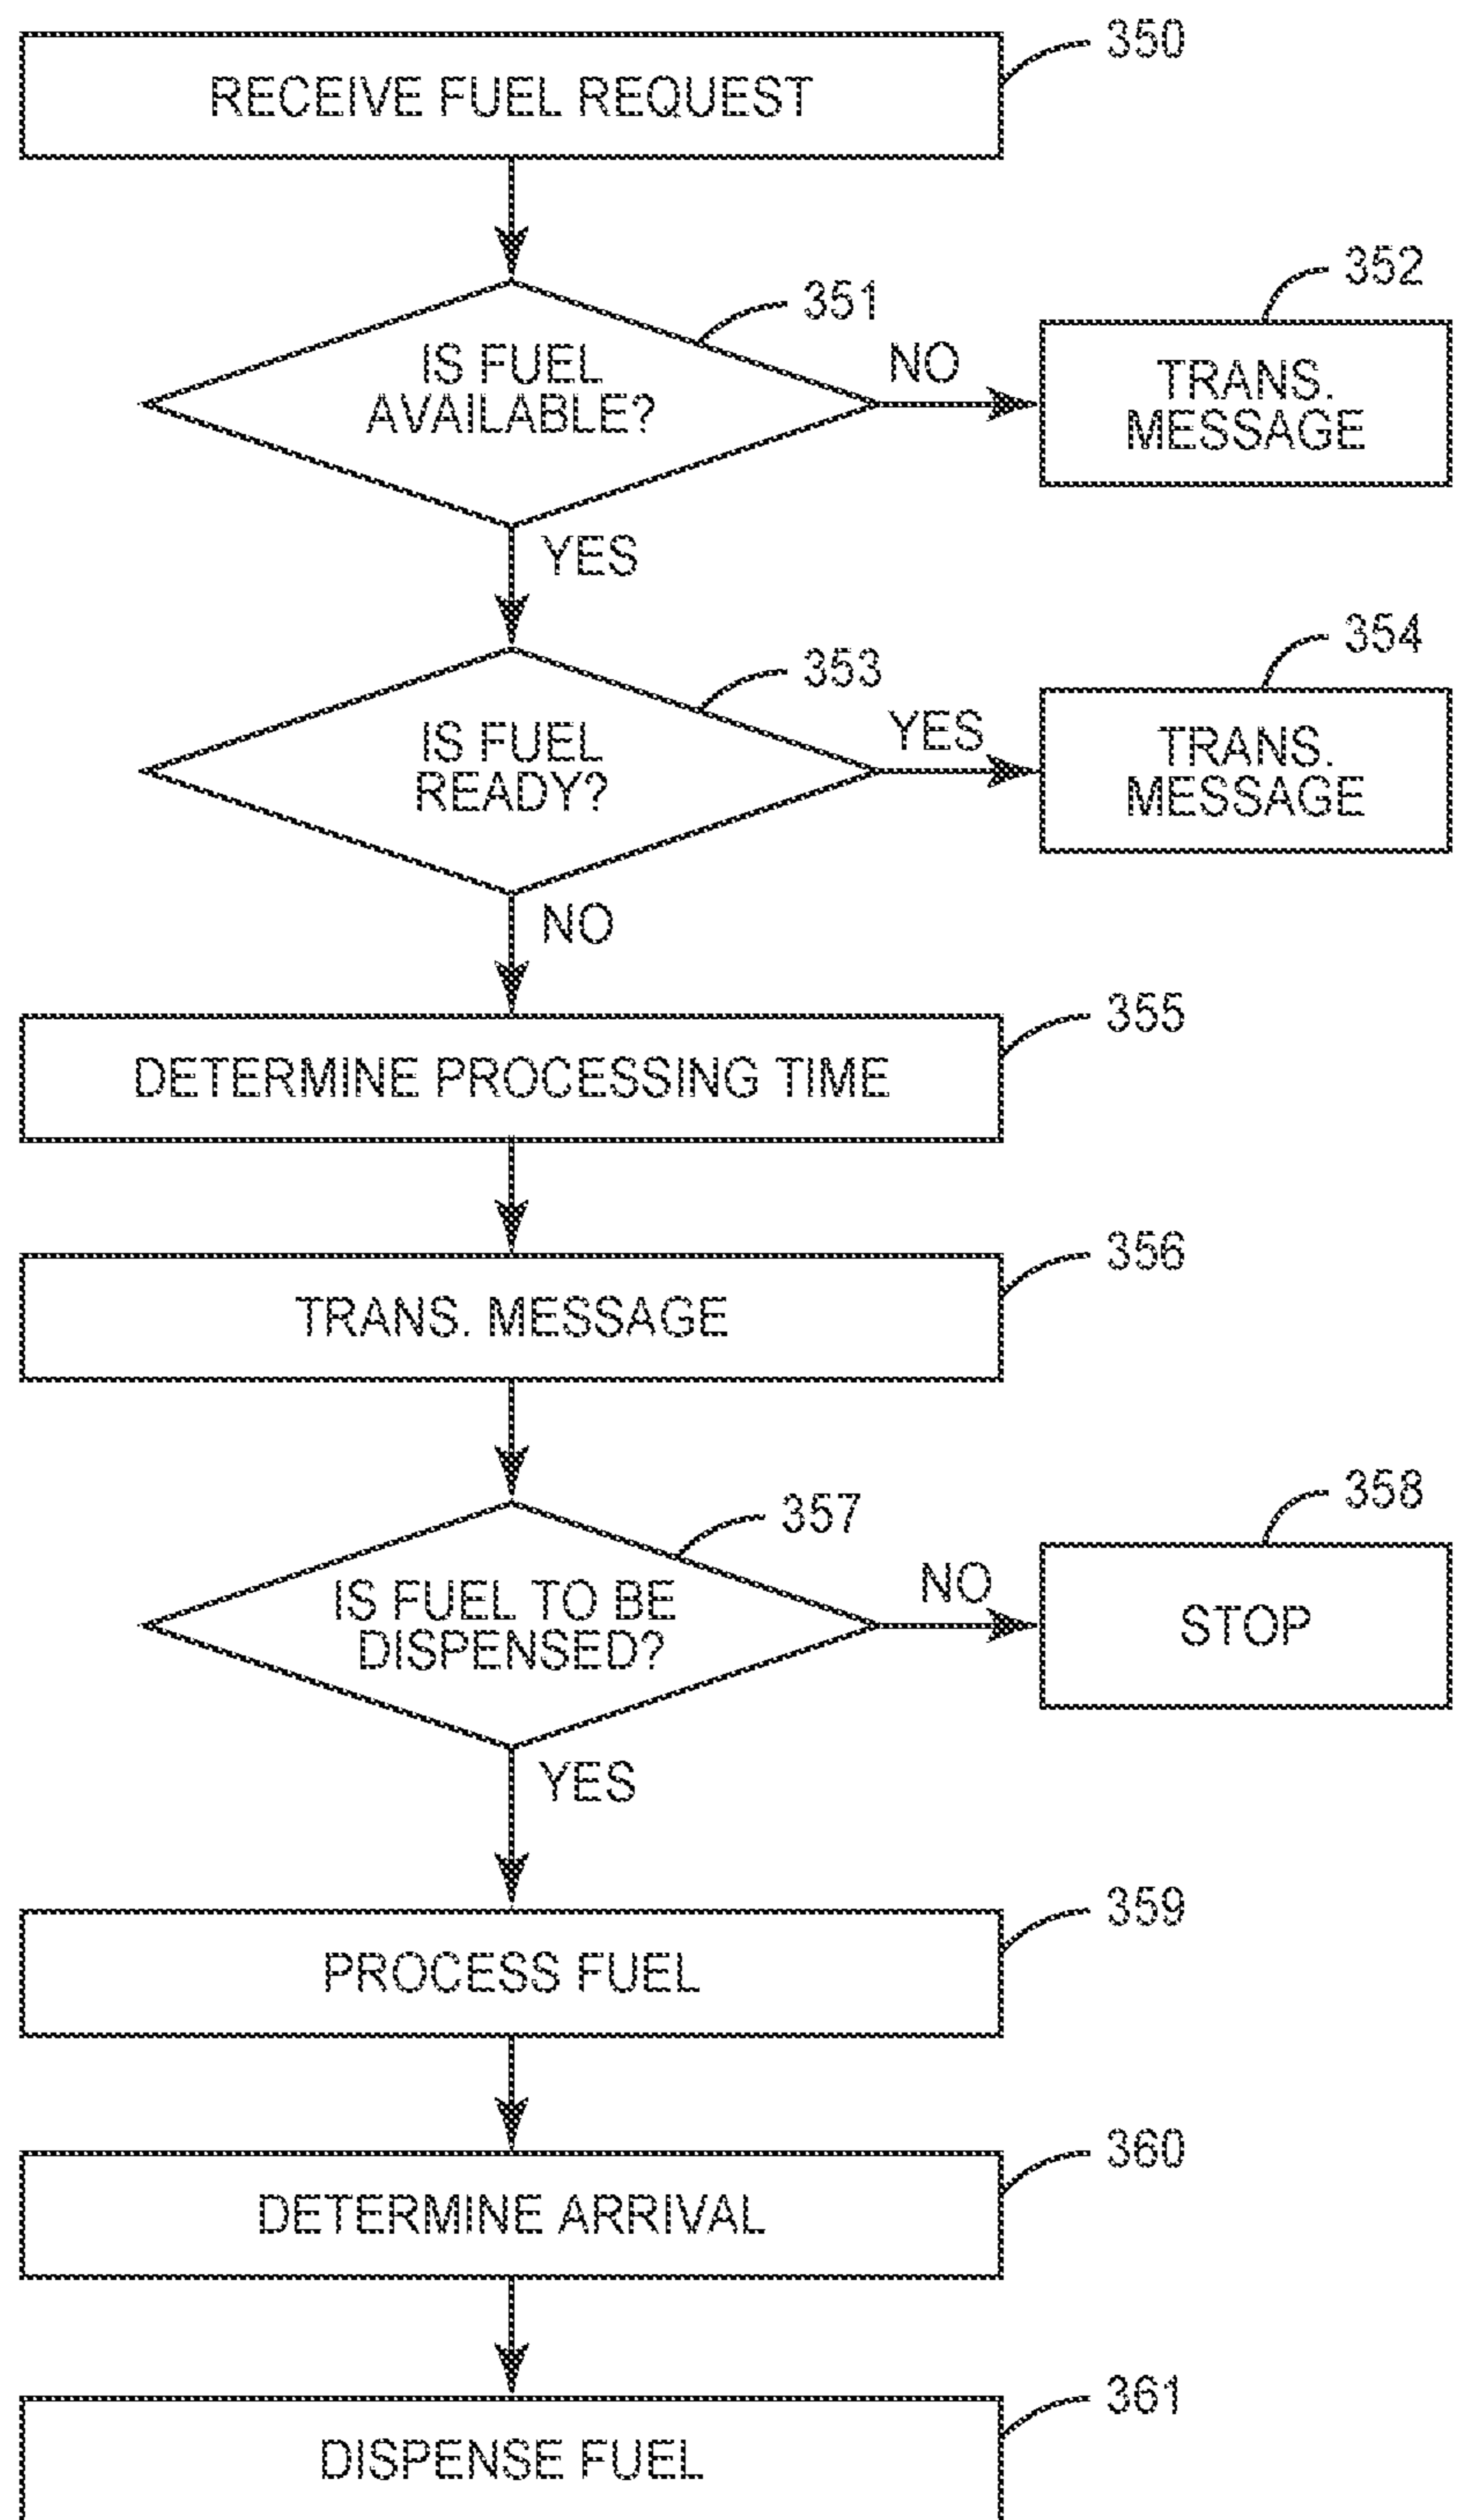 350
RECEIVE FUEL REQUEST
351
352
IS FUEL
AVAILABLE?
NO
TRANS.
MESSAGE
YES
353
354
IS FUEL
READY?
YES
TRANS.
MESSAGE
NO
355
DETERMINE PROCESSING TIME
356
TRANS. MESSAGE
357
358
IS FUEL TO BE
DISPENSED?
NO
STOP
YES
359
PROCESS FUEL
360
DETERMINE ARRIVAL
361
DISPENSE FUEL